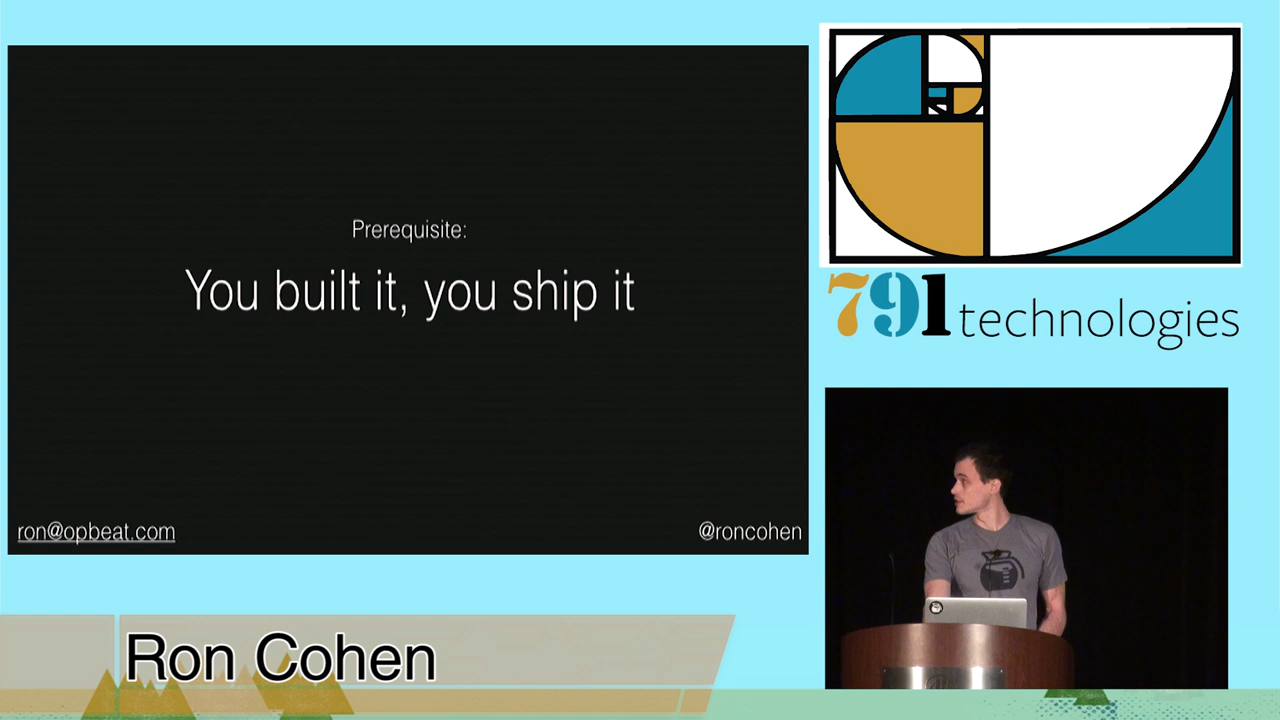 Prerequisite:
You built it, you ship it
ron@opbeat.com
@roncohen
791 technologies
Ron Cohen